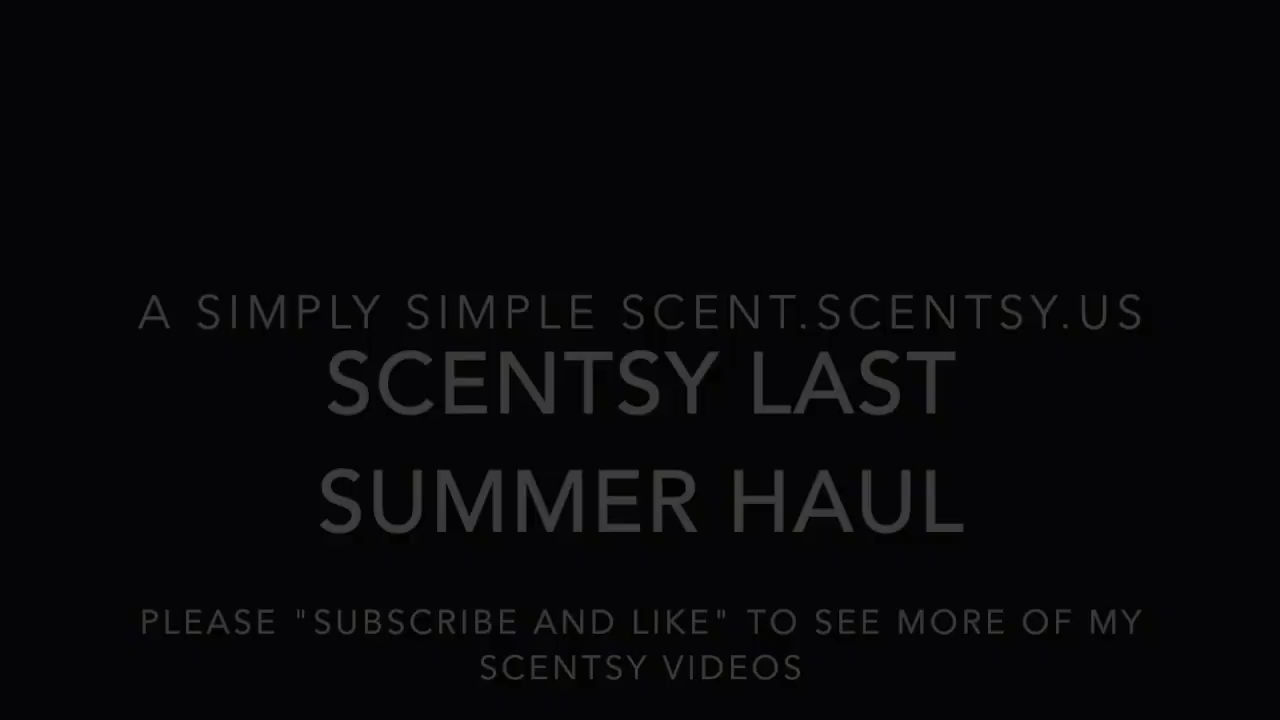 A SIMPLY SIMPLE SCENT.SCENTSY.US
SCENTSY LAST
SUMMER HAUL
PLEASE "SUBSCRIBE AND LIKE" TO SEE MORE OF MY
SCENTSY VIDEOS